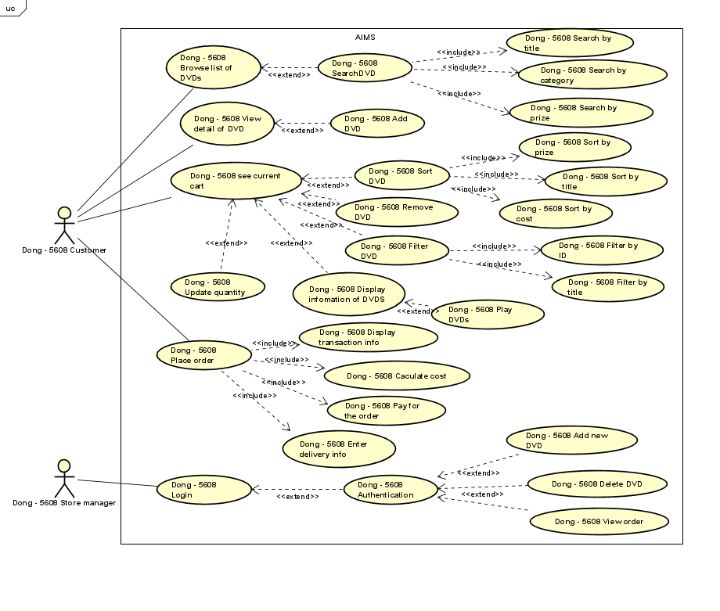 uc
AIMS
Dong - 5608
Browse list of
DVDs
<<extend>>
Dong - 5608
SearchDVD
<<include>>
<<include>>
<<include>>
Dong - 5608 Search by
title
Dong - 5608 Search by
category
Dong - 5608 Search by
prize
Dong - 5608 View
detail of DVD
<<extend>>
Dong - 5608 Add
DVD
Dong - 5608 see current
cart
<<extend>>
<<extend>>
<<extend>>
Dong - 5608 Sort
DVD
<<include>>
<<include>>
<<include>>
Dong - 5608 Sort by
prize
Dong - 5608 Sort by
title
Dong - 5608 Sort by
cost
Dong - 5608 Remove
DVD
Dong - 5608 Filter
DVD
<<include>>
<<include>>
Dong - 5608 Filter by
ID
Dong - 5608 Filter by
title
Dong - 5608 Customer
<<extend>>
<<extend>>
Dong - 5608
Update quantity
Dong - 5608 Display
infomation of DVDS
<<extend>>
Dong - 5608 Play
DVDs
Dong - 5608
Place order
<<include>>
<<include>>
<<include>>
<<include>>
Dong - 5608 Display
transaction info
Dong - 5608 Caculate cost
Dong - 5608 Pay for
the order
Dong - 5608 Enter
delivery info
Dong - 5608 Store manager
Dong - 5608
Login
<<extend>>
Dong - 5608
Authentication
<<extend>>
<<extend>>
Dong - 5608 Add new
DVD
Dong - 5608 Delete DVD
Dong - 5608 View order